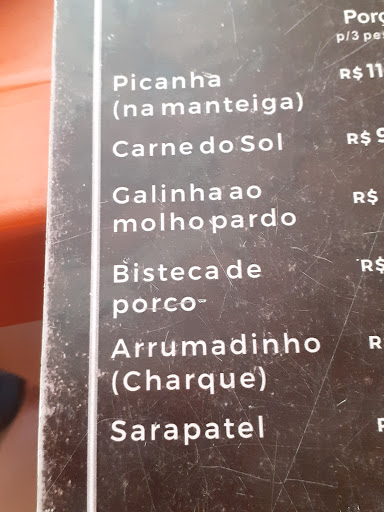 Porç
p/3 pes
Picanha R$ 11
(na manteiga)
Carne do Sol R$ 9
Galinha ao R$
molho pardo
Bisteca de R$
porco
Arrumadinho R
(Charque)
Sarapatel